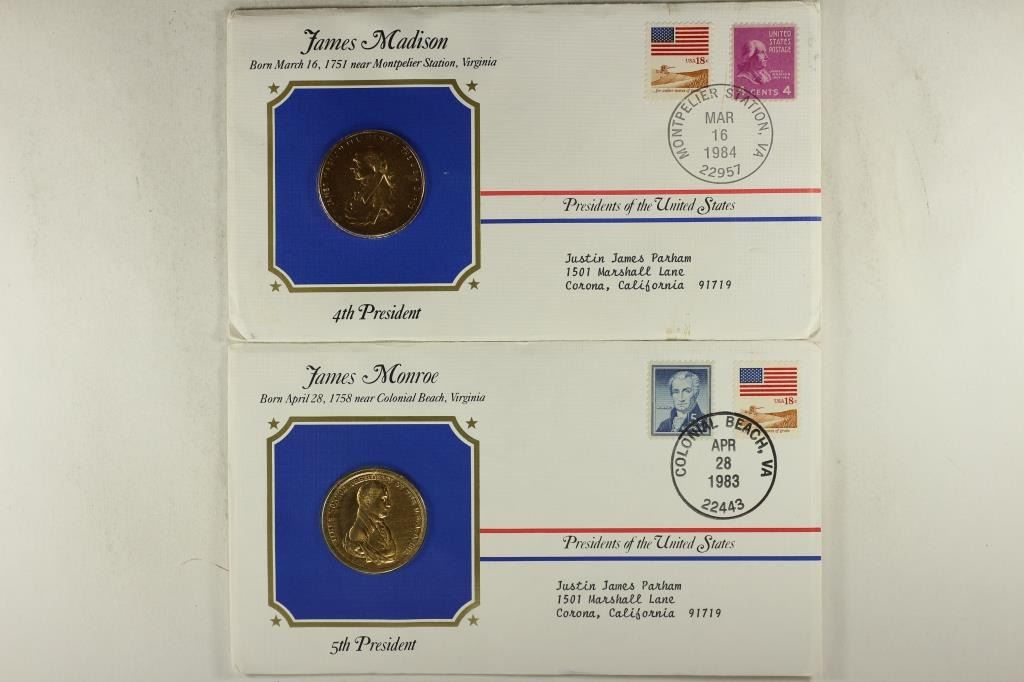 James Madison
Born March 16, 1751 near Montpelier Station, Virginia
4th President
USA 18c
UNITED
STATES
POSTAGE
CENTS 4
MONTPELIER STATION, VA
MAR
16
1984
22957
Presidents of the United States
Justin James Parham
1501 Marshall Lane
Corona, California 91719
James Monroe
Born April 28, 1758 near Colonial Beach, Virginia
5th President
5
USA 18c
COLONIAL BEACH, VA
APR
28
1983
22443
Presidents of the United States
Justin James Parham
1501 Marshall Lane
Corona, California 91719